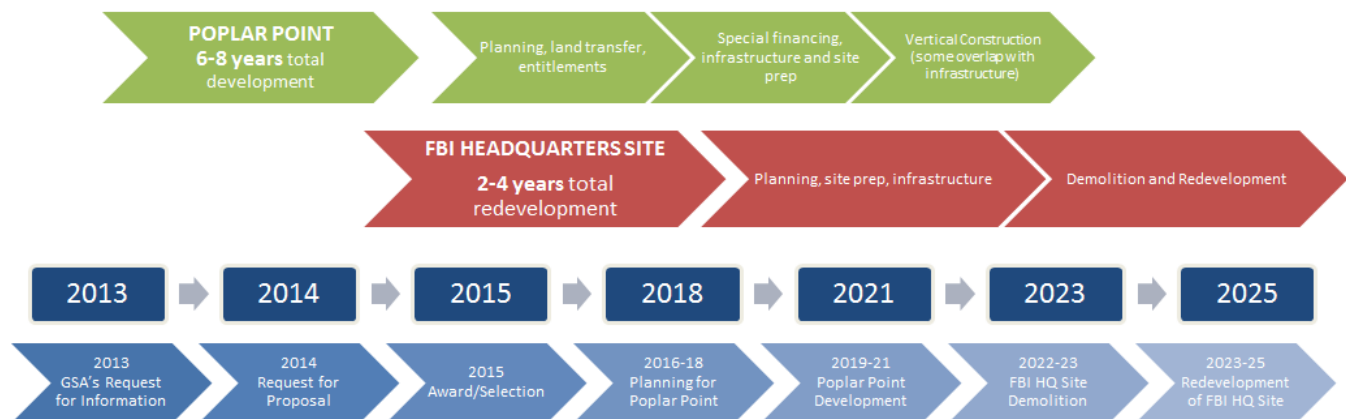 POPLAR POINT
6-8 years total
development
Planning, land transfer,
entitlements
Special financing,
infrastructure and site
prep
Vertical Construction
(some overlap with
infrastructure)
FBI HEADQUARTERS SITE
2-4 years total
redevelopment
Planning, site prep, infrastructure
Demolition and Redevelopment
2013
2014
2015
2018
2021
2023
2025
2013
GSA's Request
for Information
2014
Request for
Proposal
2015
Award/Selection
2016-18
Planning for
Poplar Point
2019-21
Poplar Point
Development
2022-23
FBI HQ Site
Demolition
2023-25
Redevelopment
of FBI HQ Site